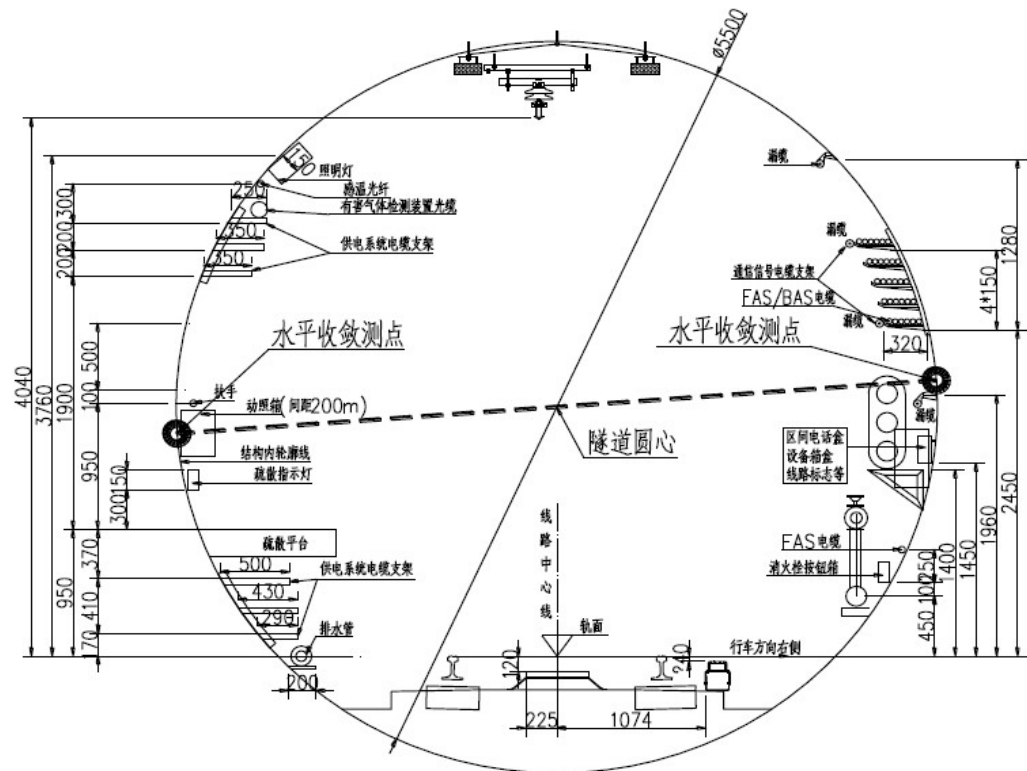 ø5500
150
照明灯
漏缆
感温光纤
250
有害气体检测装置光缆
300
350
供电系统电缆支架
200
350
200
漏缆
通信信号电缆支架
FAS/BAS电缆
漏缆
1280
4*150
320
水平收敛测点
水平收敛测点
4040
3760
1900
500
100
扶手
动照箱(间距200m)
漏缆
隧道圆心
区间电话盒
设备箱盒
线路标志等
结构内轮廓线
疏散指示灯
950
150
300
线路中心线
2450
1960
1450
1400
疏散平台
FAS电缆
370
500
供电系统电缆支架
消火栓按钮箱
250
100
950
430
410
290
450
排水管
轨面
行车方向右侧
170
120
240
200
225
1074